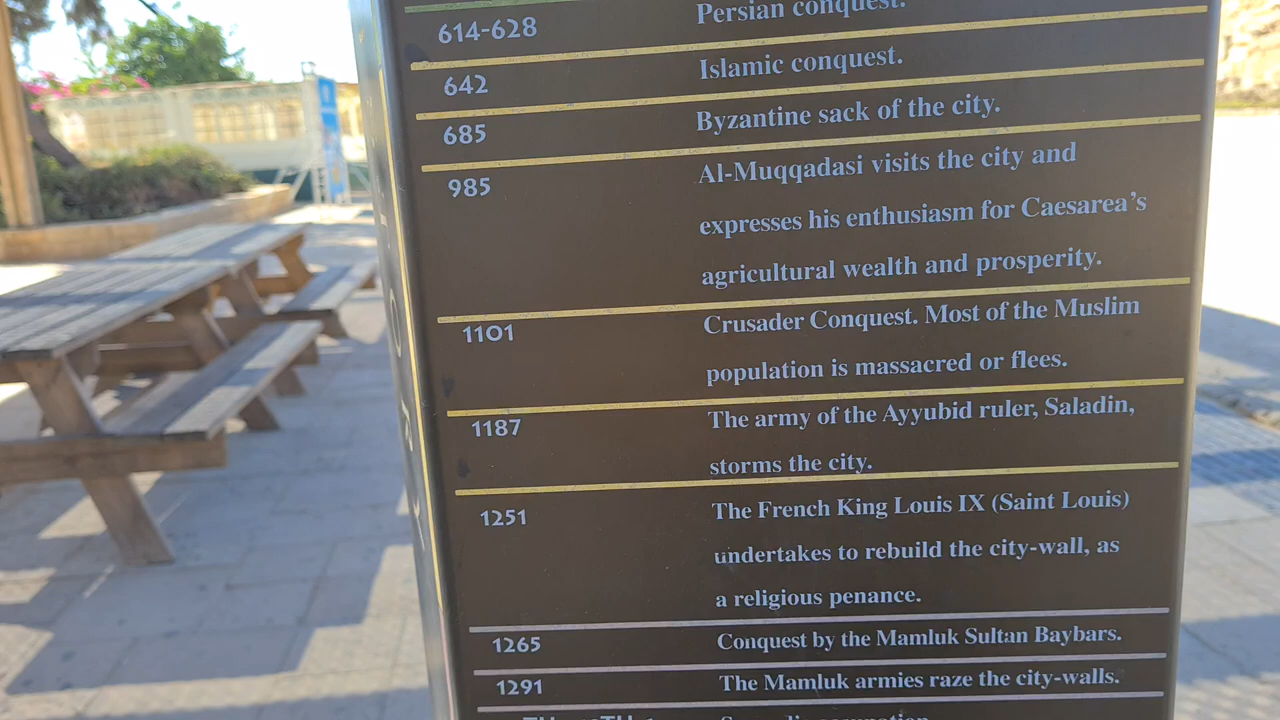 614-628 Persian conquest.
642 Islamic conquest.
685 Byzantine sack of the city.
985 Al-Muqqadasi visits the city and
expresses his enthusiasm for Caesarea's
agricultural wealth and prosperity.
1101 Crusader Conquest. Most of the Muslim
population is massacred or flees.
1187 The army of the Ayyubid ruler, Saladin,
storms the city.
1251 The French King Louis IX (Saint Louis)
undertakes to rebuild the city-wall, as
a religious penance.
1265 Conquest by the Mamluk Sultan Baybars.
1291 The Mamluk armies raze the city-walls.